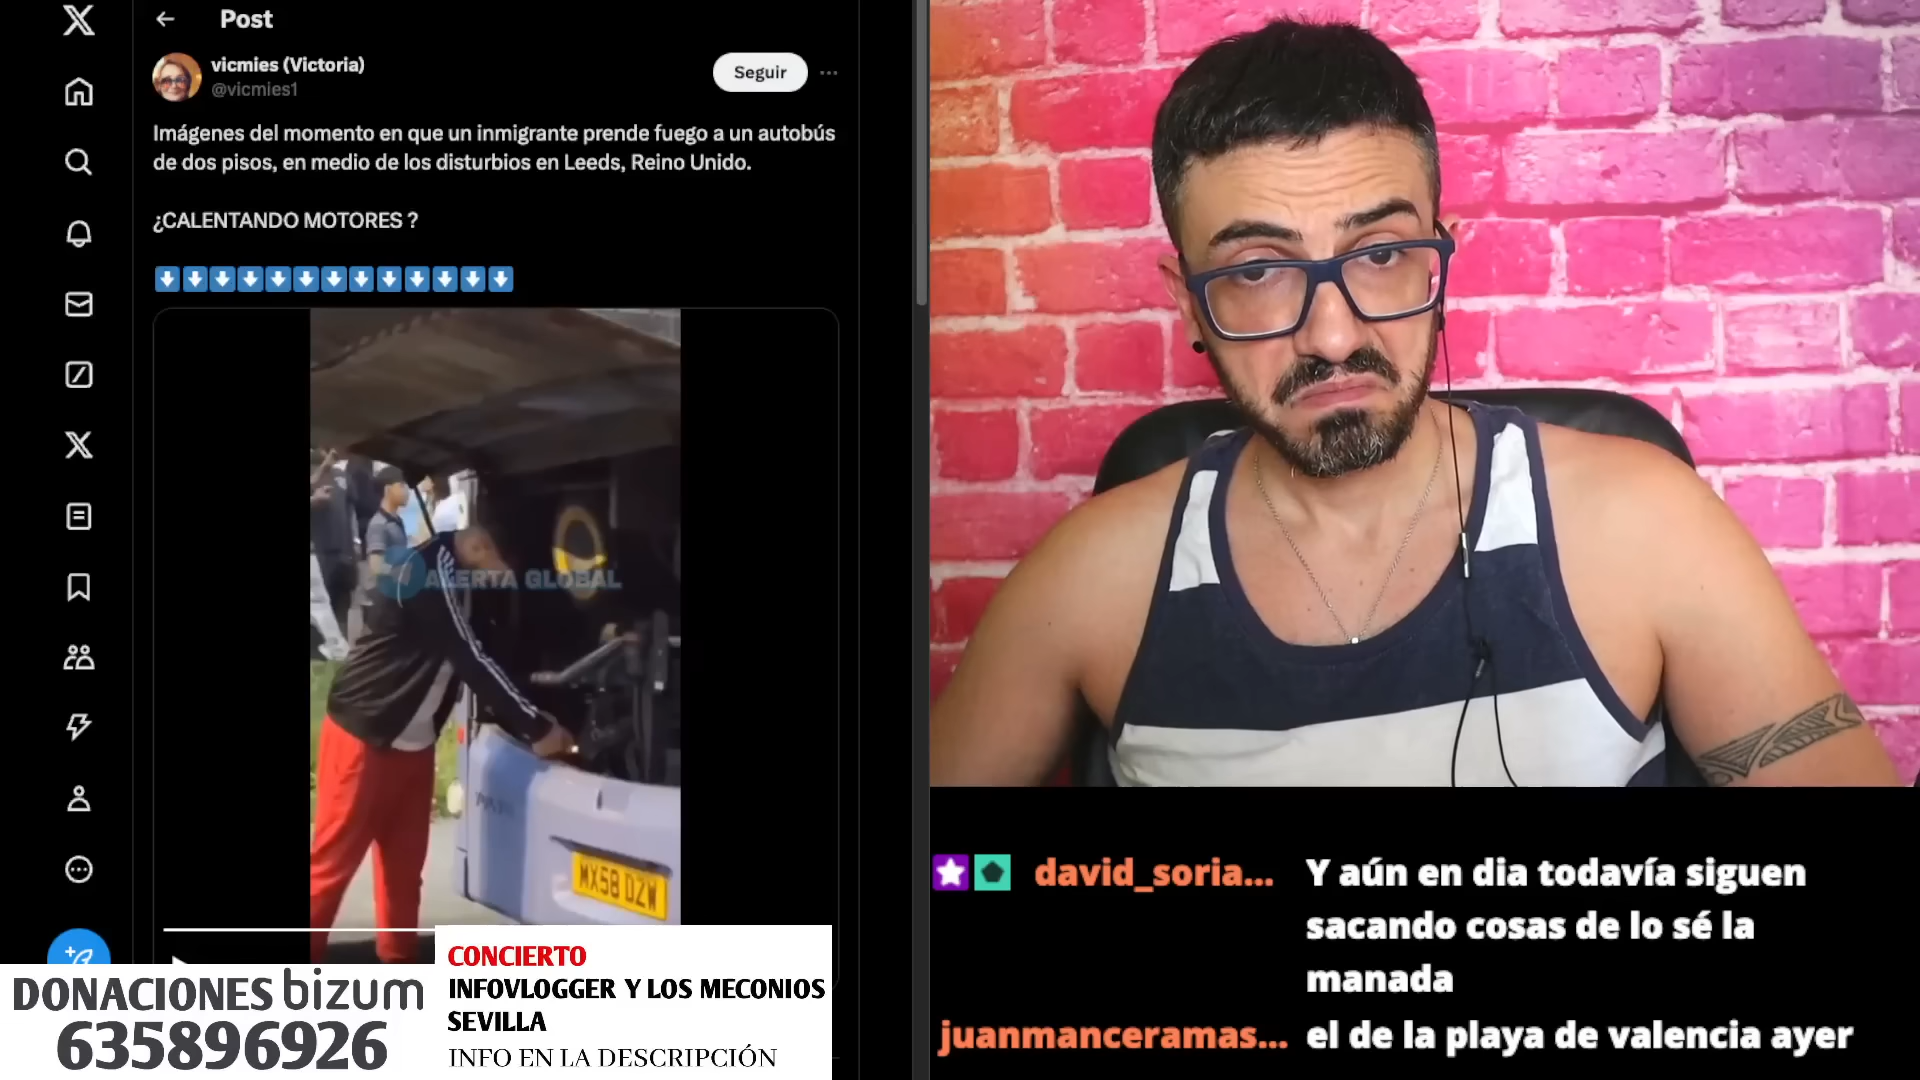 Post
vicmies (Victoria)
@vicmies1
Seguir
Imágenes del momento en que un inmigrante prende fuego a un autobús
de dos pisos, en medio de los disturbios en Leeds, Reino Unido.
¿CALENTANDO MOTORES ?
ALERTA GLOBAL
MX58 DZW
DONACIONES bizum
635896926
CONCIERTO
INFOVLOGGER Y LOS MECONIOS
SEVILLA
INFO EN LA DESCRIPCIÓN
david_soria... Y aún en dia todavía siguen
sacando cosas de lo sé la
manada
juanmanceramas... el de la playa de valencia ayer